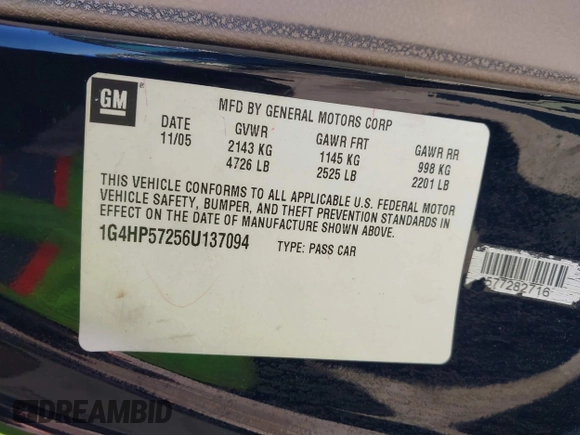 GM
MFD BY GENERAL MOTORS CORP
DATE GVWR GAWR FRT GAWR RR
11/05 2143 KG 1145 KG 998 KG
4726 LB 2525 LB 2201 LB
THIS VEHICLE CONFORMS TO ALL APPLICABLE U.S. FEDERAL MOTOR
VEHICLE SAFETY, BUMPER, AND THEFT PREVENTION STANDARDS IN
EFFECT ON THE DATE OF MANUFACTURE SHOWN ABOVE.
1G4HP57256U137094 TYPE: PASS CAR
577282716
DREAMBID